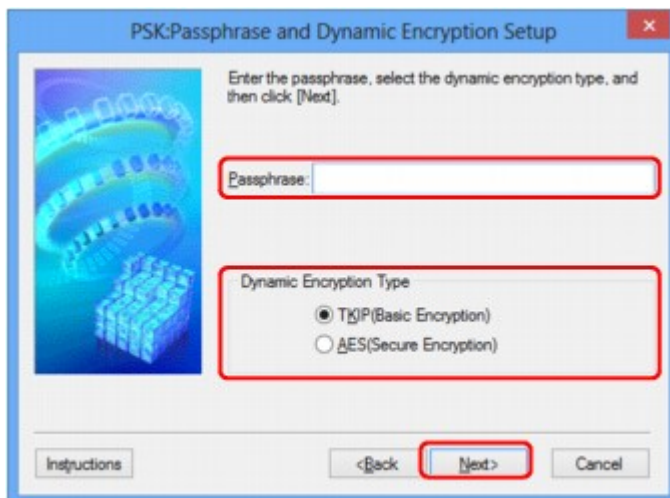 PSK:Passphrase and Dynamic Encryption Setup
Enter the passphrase, select the dynamic encryption type, and
then click [Next].
Passphrase:
Dynamic Encryption Type
TKIP(Basic Encryption)
AES(Secure Encryption)
Instructions
<Back
Next>
Cancel